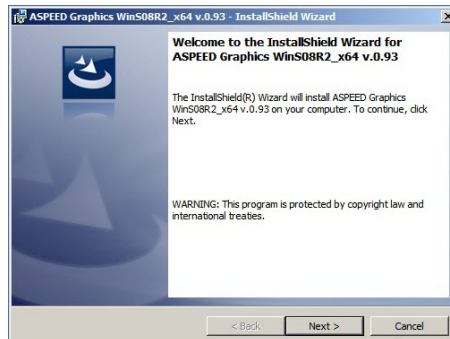 ASPEED Graphics WinS08R2_x64 v.0.93 - InstallShield Wizard
Welcome to the InstallShield Wizard for
ASPEED Graphics WinS08R2_x64 v.0.93
The InstallShield(R) Wizard will install ASPEED Graphics
WinS08R2_x64 v.0.93 on your computer. To continue, click
Next.
WARNING: This program is protected by copyright law and
international treaties.
< Back Next > Cancel